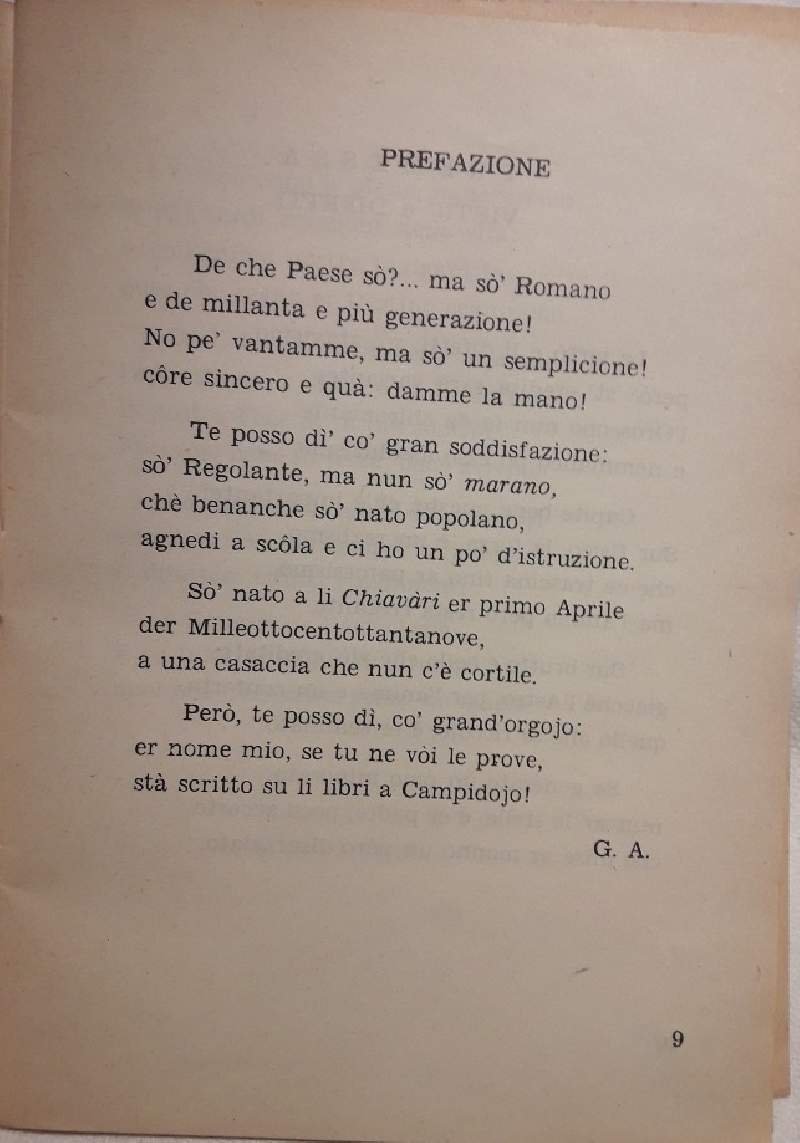 PREFAZIONE
De che Paese sò?... ma sò' Romano
e de millanta e più generazione!
No pe' vantamme, ma sò' un semplicione!
côre sincero e quà: damme la mano!
Te posso dì' co' gran soddisfazione:
sò' Regolante, ma nun sò' marano,
chè benanche sò' nato popolano,
agnedi a scôla e ci ho un po' d'istruzione.
Sò' nato a li Chiavàri er primo Aprile
der Milleottocentottantanove,
a una casaccia che nun c'è cortile.
Però, te posso dì, co' grand'orgojo:
er nome mio, se tu ne vòi le prove,
stà scritto su li libri a Campidojo!
G. A.
9